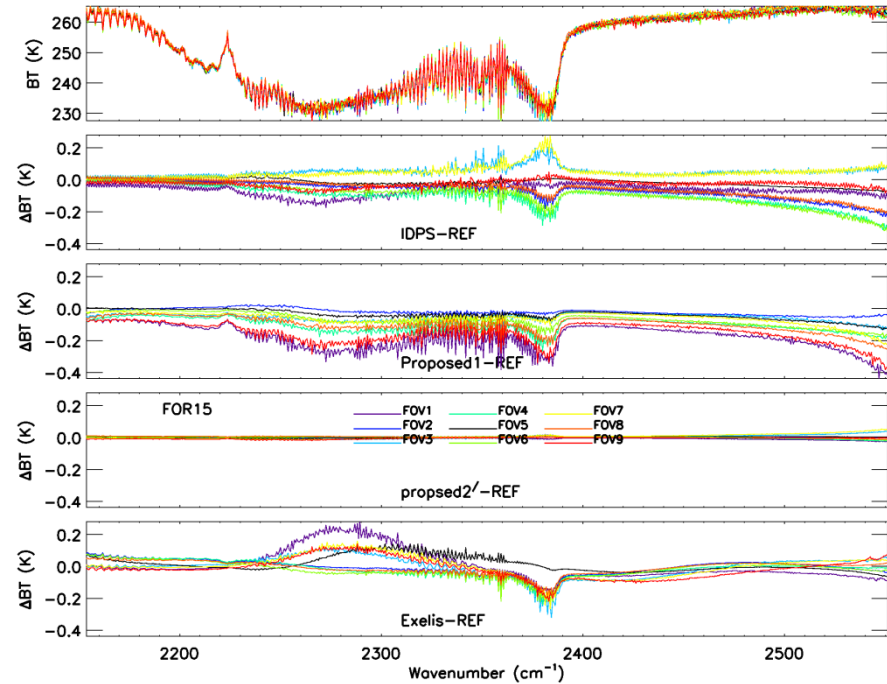 260
250
240
230
BT (K)
0.2
0.0
-0.2
-0.4
ΔBT (K)
IDPS-REF
0.2
0.0
-0.2
-0.4
ΔBT (K)
Proposed1-REF
0.2
0.0
-0.2
-0.4
ΔBT (K)
FOR15
FOV1 FOV4 FOV7
FOV2 FOV5 FOV8
FOV3 FOV6 FOV9
propsed2′-REF
0.2
0.0
-0.2
-0.4
ΔBT (K)
Exelis-REF
2200 2300 2400 2500
Wavenumber (cm⁻¹)